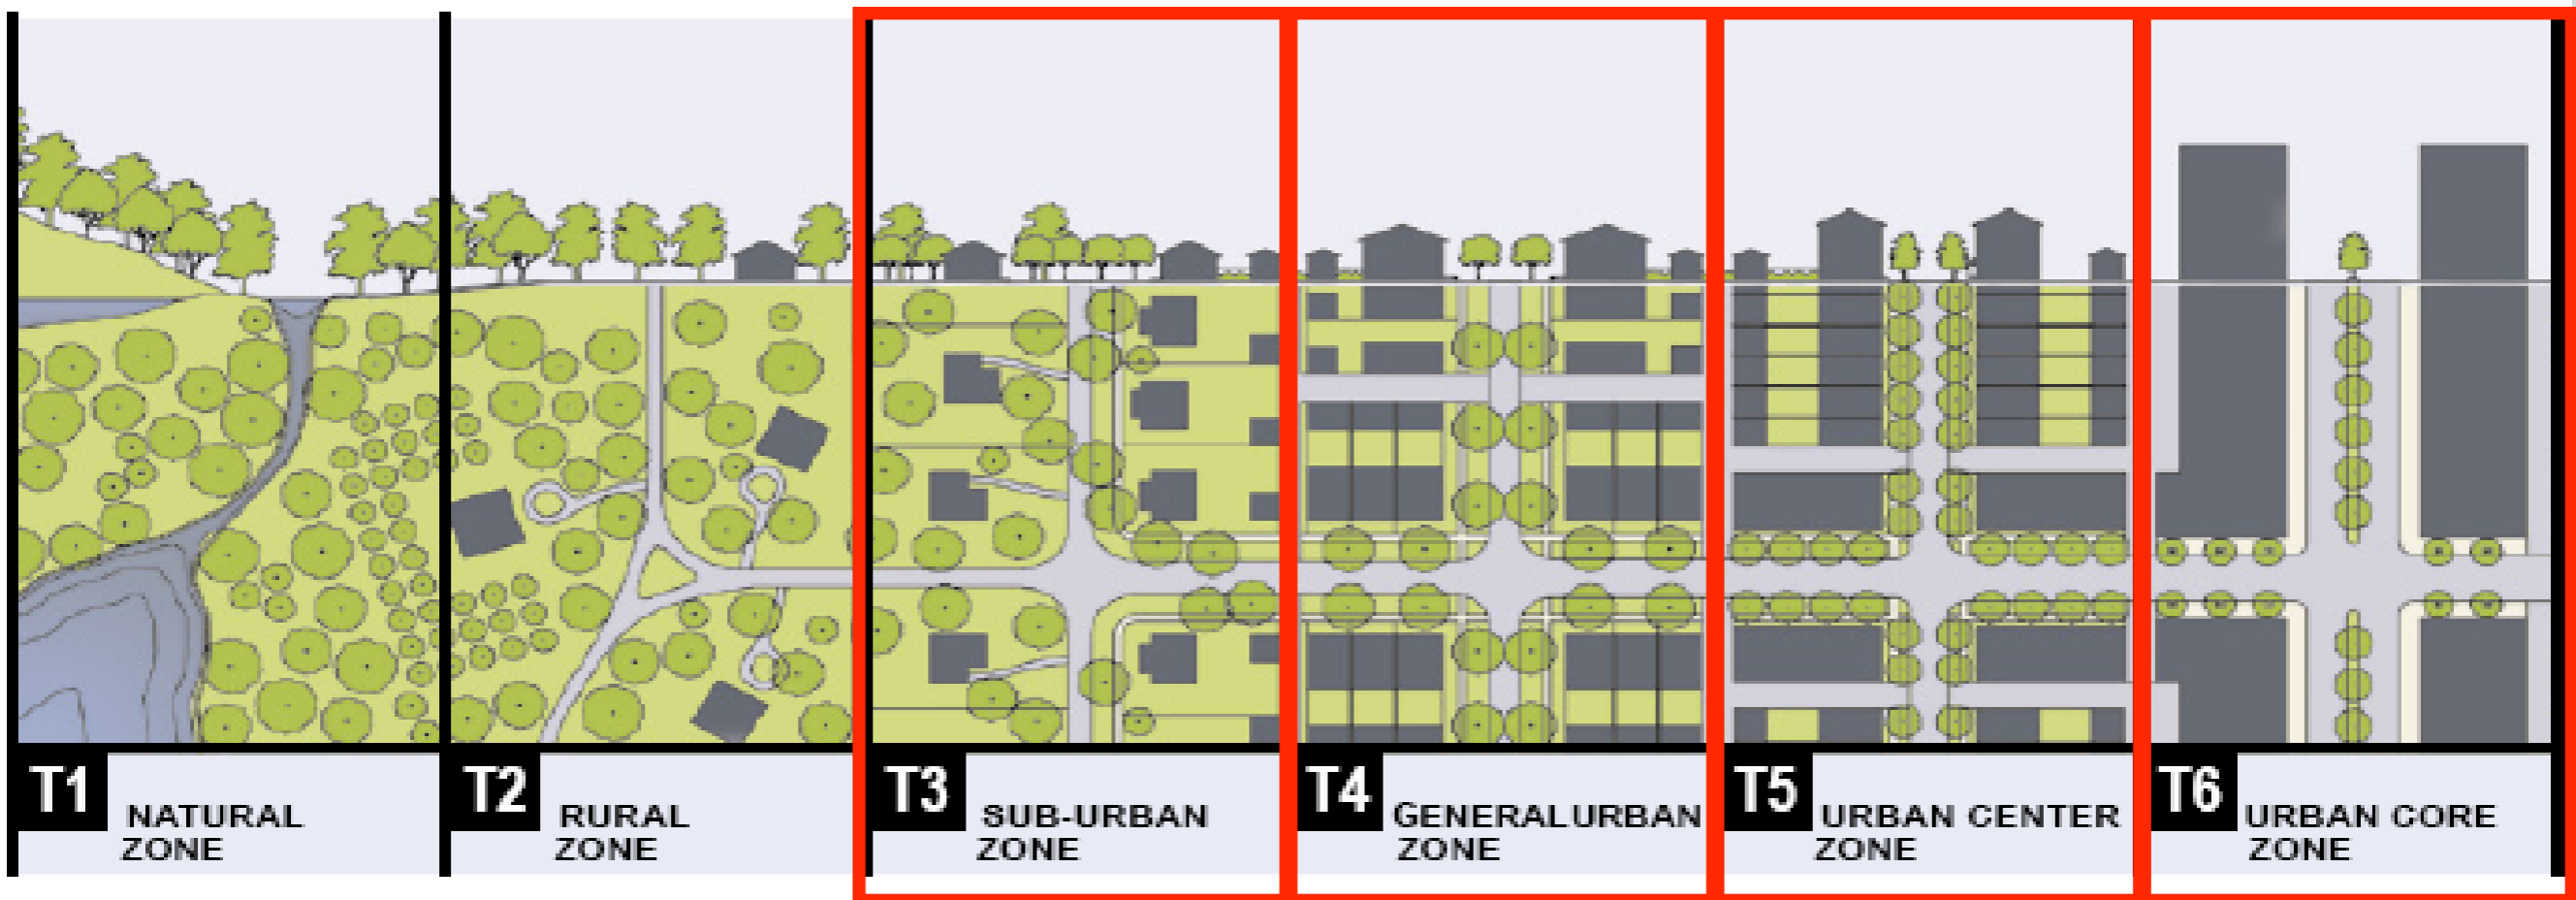 T1 NATURAL
ZONE
T2 RURAL
ZONE
T3 SUB-URBAN
ZONE
T4 GENERAL URBAN
ZONE
T5 URBAN CENTER
ZONE
T6 URBAN CORE
ZONE